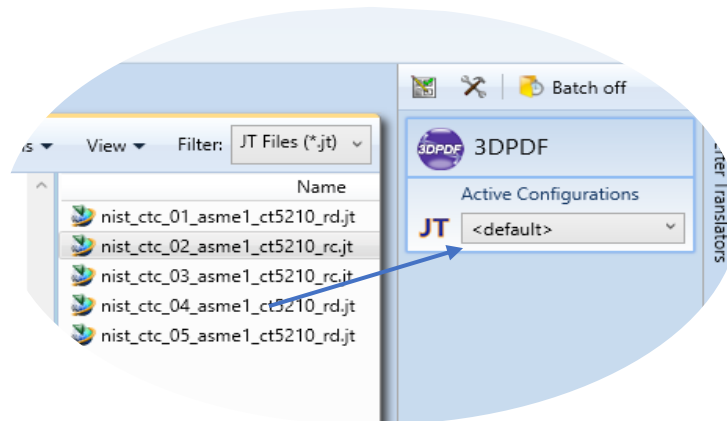 Batch off
View
Filter:
JT Files (*.jt)
3DPDF
3DPDF
Name
Active Configurations
nist_ctc_01_asme1_ct5210_rd.jt
JT
<default>
nist_ctc_02_asme1_ct5210_rc.jt
nist_ctc_03_asme1_ct5210_rc.jt
nist_ctc_04_asme1_ct5210_rd.jt
nist_ctc_05_asme1_ct5210_rd.jt
Translators